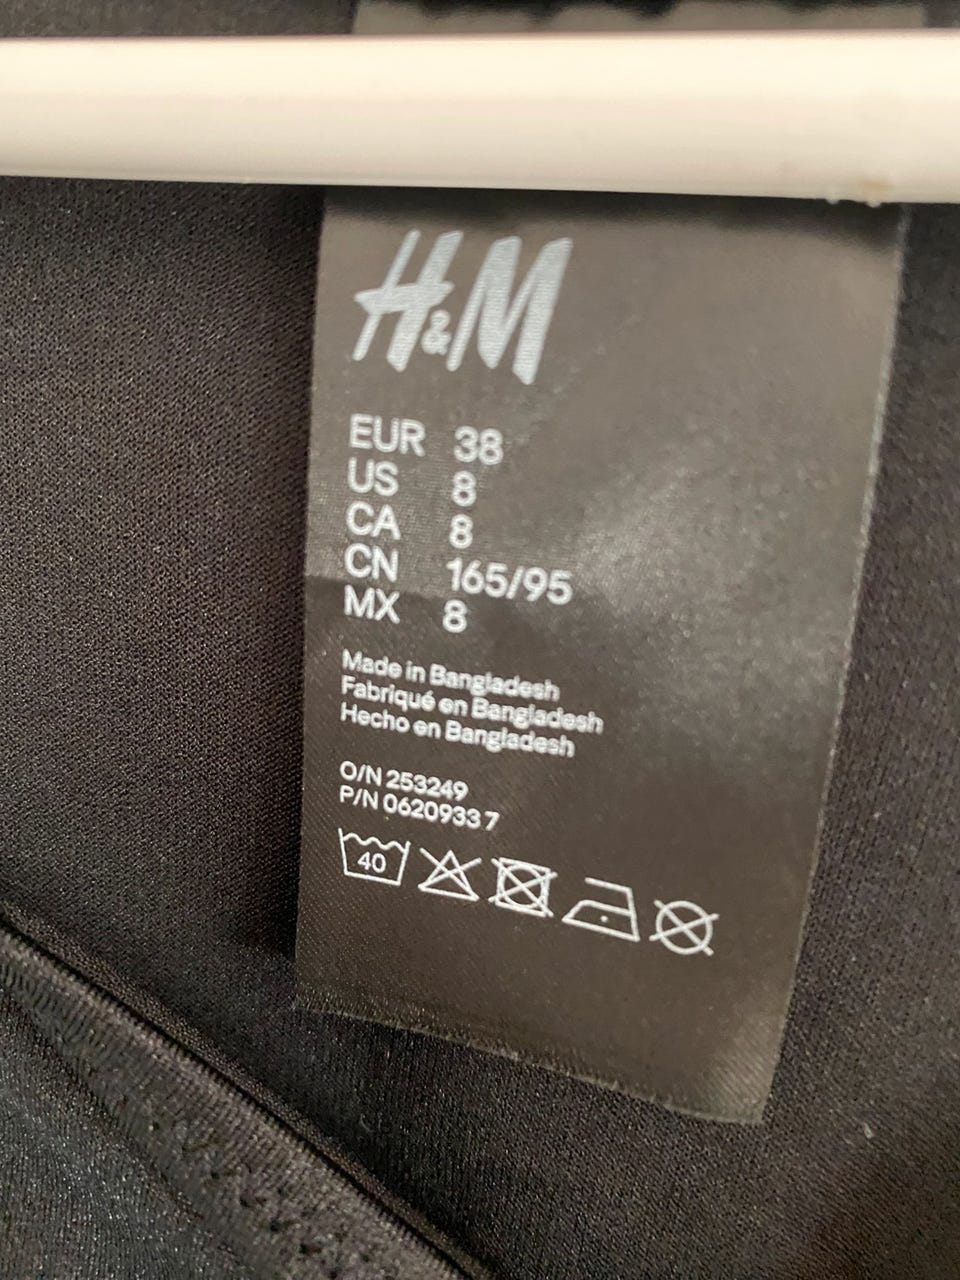 H&M
EUR 38
US 8
CA 8
CN 165/95
MX 8
Made in Bangladesh
Fabriqué en Bangladesh
Hecho en Bangladesh
O/N 253249
P/N 0620933 7
40